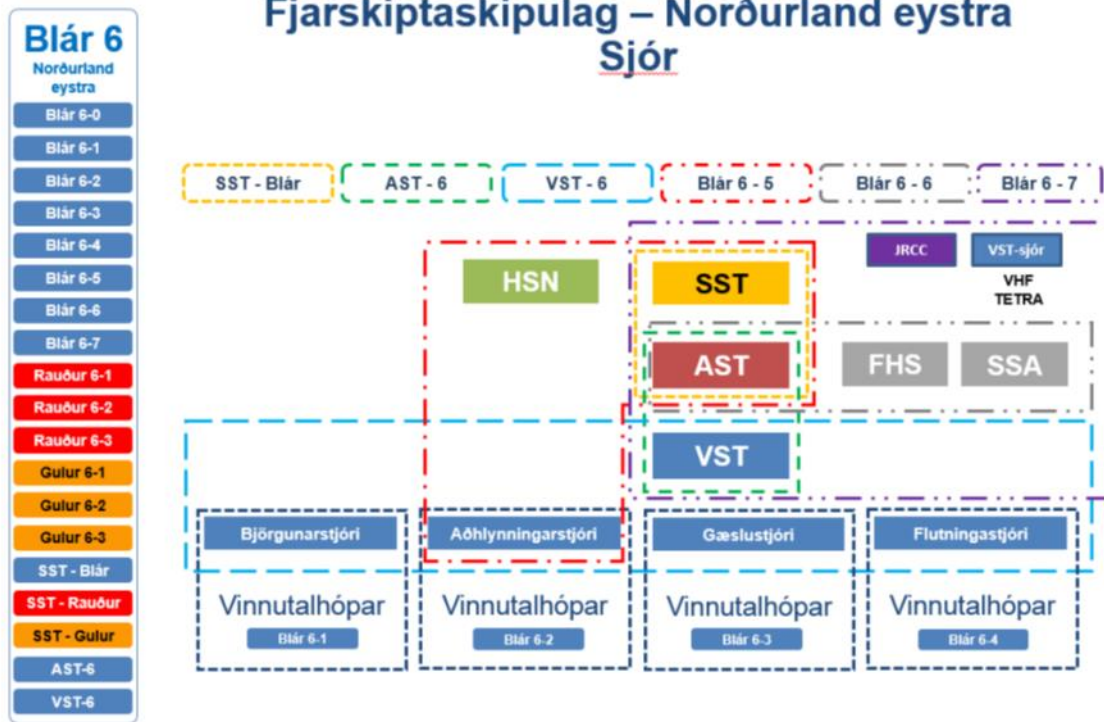 Fjarskiptaskipulag – Norðurland eystra
Sjór
Blár 6
Norðurland
eystra
Blár 6-0
Blár 6-1
Blár 6-2
Blár 6-3
Blár 6-4
Blár 6-5
Blár 6-6
Blár 6-7
Rauður 6-1
Rauður 6-2
Rauður 6-3
Gulur 6-1
Gulur 6-2
Gulur 6-3
SST - Blár
SST - Rauður
SST - Gulur
AST-6
VST-6
SST - Blár
AST - 6
VST - 6
Blár 6 - 5
Blár 6 - 6
Blár 6 - 7
JRCC
VST-sjór
VHF
TETRA
HSN
SST
AST
FHS
SSA
VST
Björgunarstjóri
Aðhlynningarstjóri
Gæslustjóri
Flutningastjóri
Vinnutalhópar
Vinnutalhópar
Vinnutalhópar
Vinnutalhópar
Blár 6-1
Blár 6-2
Blár 6-3
Blár 6-4